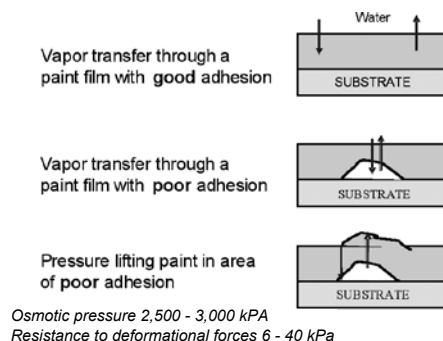 Water
Vapor transfer through a
paint film with good adhesion
SUBSTRATE
Vapor transfer through a
paint film with poor adhesion
SUBSTRATE
Pressure lifting paint in area
of poor adhesion
SUBSTRATE
Osmotic pressure 2,500 - 3,000 kPA
Resistance to deformational forces 6 - 40 kPa